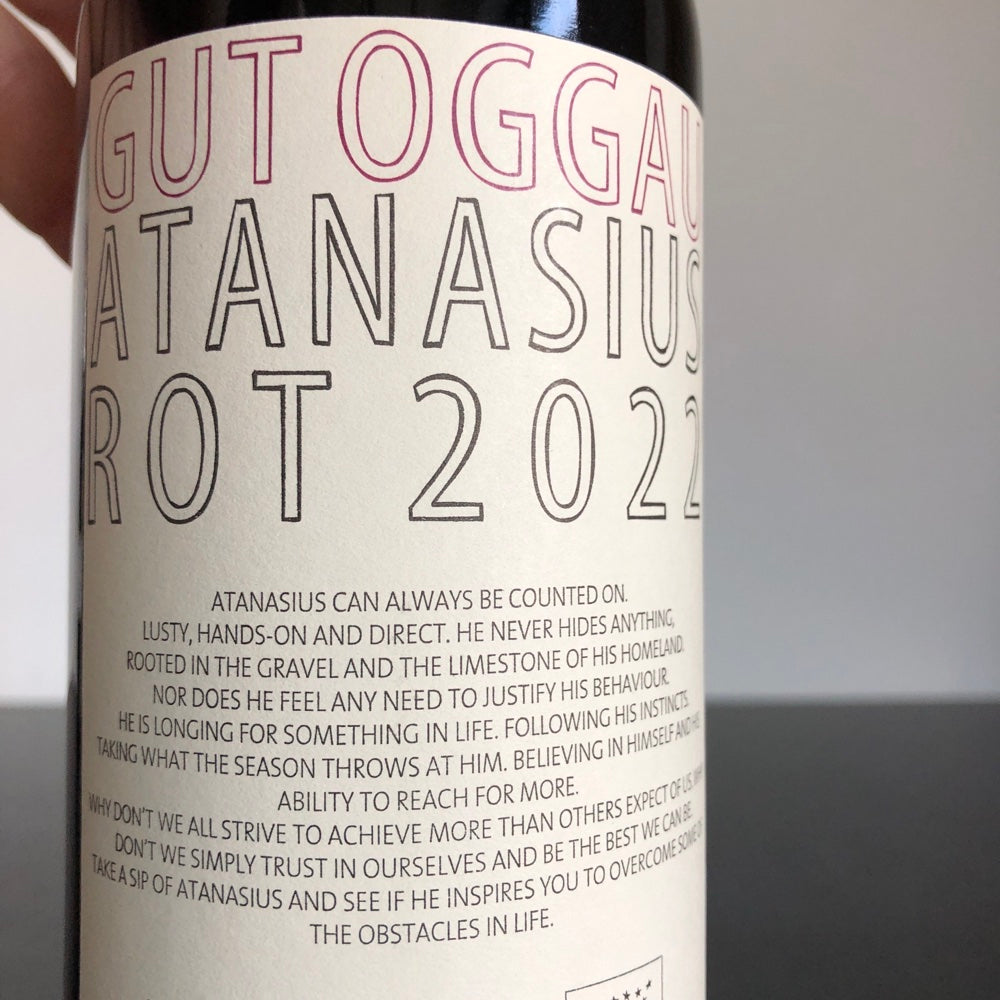 GUT OGGAU
ATANASIUS
ROT 2022
ATANASIUS CAN ALWAYS BE COUNTED ON.
LUSTY, HANDS-ON AND DIRECT. HE NEVER HIDES ANYTHING,
ROOTED IN THE GRAVEL AND THE LIMESTONE OF HIS HOMELAND.
NOR DOES HE FEEL ANY NEED TO JUSTIFY HIS BEHAVIOUR.
HE IS LONGING FOR SOMETHING IN LIFE. FOLLOWING HIS INSTINCTS.
TAKING WHAT THE SEASON THROWS AT HIM. BELIEVING IN HIMSELF AND HIS
ABILITY TO REACH FOR MORE.
WHY DON'T WE ALL STRIVE TO ACHIEVE MORE THAN OTHERS EXPECT OF US.
DON'T WE SIMPLY TRUST IN OURSELVES AND BE THE BEST WE CAN BE.
TAKE A SIP OF ATANASIUS AND SEE IF HE INSPIRES YOU TO OVERCOME SOME OF
THE OBSTACLES IN LIFE.